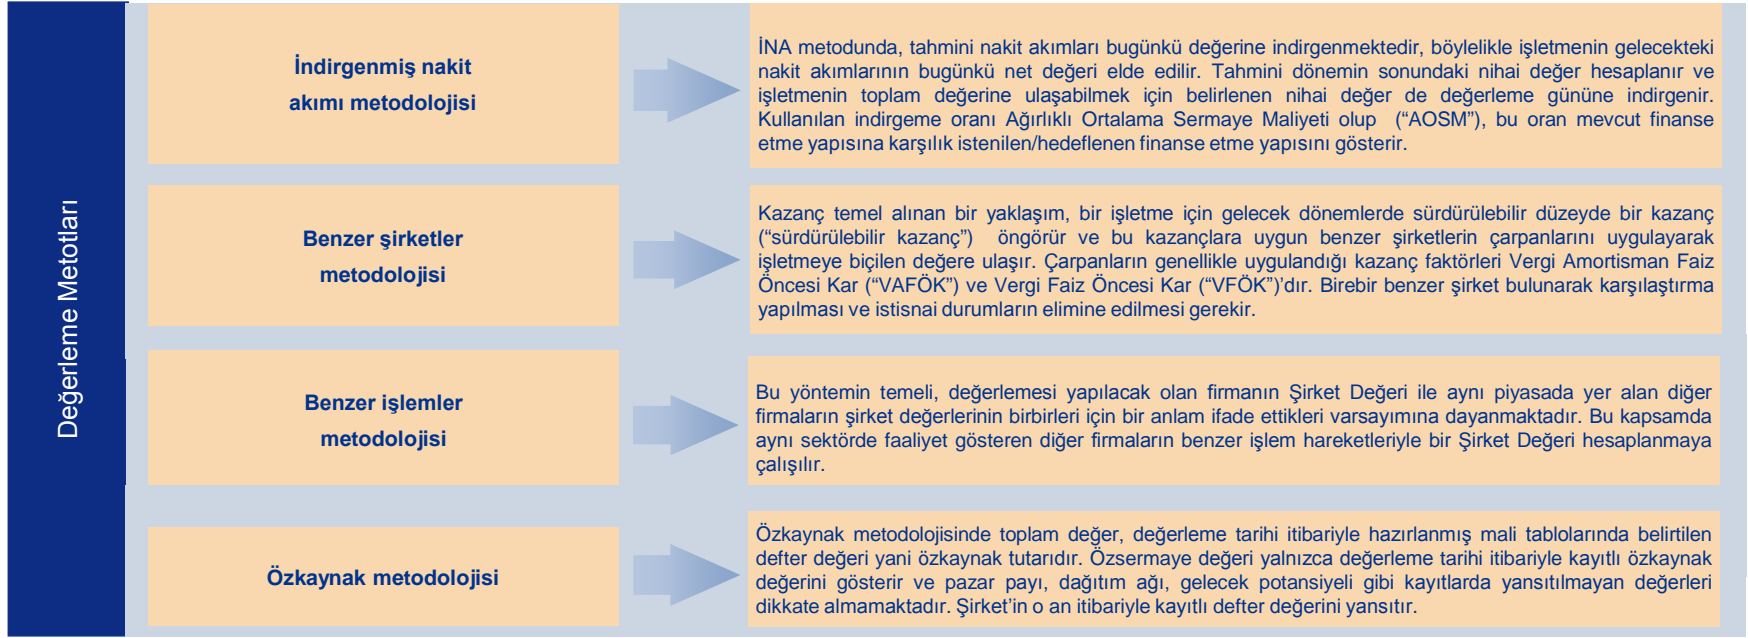 Değerleme Metotları
İndirgenmiş nakit
akımı metodolojisi
İNA metodunda, tahmini nakit akımları bugünkü değerine indirgenmektedir, böylelikle işletmenin gelecekteki
nakit akımlarının bugünkü net değeri elde edilir. Tahmini dönemin sonundaki nihai değer hesaplanır ve
işletmenin toplam değerine ulaşabilmek için belirlenen nihai değer de değerleme gününe indirgenir.
Kullanılan indirgeme oranı Ağırlıklı Ortalama Sermaye Maliyeti olup (“AOSM”), bu oran mevcut finanse
etme yapısına karşılık istenilen/hedeflenen finanse etme yapısını gösterir.
Benzer şirketler
metodolojisi
Kazanç temel alınan bir yaklaşım, bir işletme için gelecek dönemlerde sürdürülebilir düzeyde bir kazanç
(“sürdürülebilir kazanç”) öngörür ve bu kazançlara uygun benzer şirketlerin çarpanlarını uygulayarak
işletmeye biçilen değere ulaşır. Çarpanların genellikle uygulandığı kazanç faktörleri Vergi Amortisman Faiz
Öncesi Kar (“VAFÖK”) ve Vergi Faiz Öncesi Kar (“VFÖK”)’dır. Birebir benzer şirket bulunarak karşılaştırma
yapılması ve istisnai durumların elimine edilmesi gerekir.
Benzer işlemler
metodolojisi
Bu yöntemin temeli, değerlemesi yapılacak olan firmanın Şirket Değeri ile aynı piyasada yer alan diğer
firmaların şirket değerlerinin birbirleri için bir anlam ifade ettikleri varsayımına dayanmaktadır. Bu kapsamda
aynı sektörde faaliyet gösteren diğer firmaların benzer işlem hareketleriyle bir Şirket Değeri hesaplanmaya
çalışılır.
Özkaynak metodolojisi
Özkaynak metodolojisinde toplam değer, değerleme tarihi itibariyle hazırlanmış mali tablolarında belirtilen
defter değeri yani özkaynak tutarıdır. Özsermaye değeri yalnızca değerleme tarihi itibariyle kayıtlı özkaynak
değerini gösterir ve pazar payı, dağıtım ağı, gelecek potansiyeli gibi kayıtlarda yansıtılmayan değerleri
dikkate almamaktadır. Şirket’in o an itibariyle kayıtlı defter değerini yansıtır.